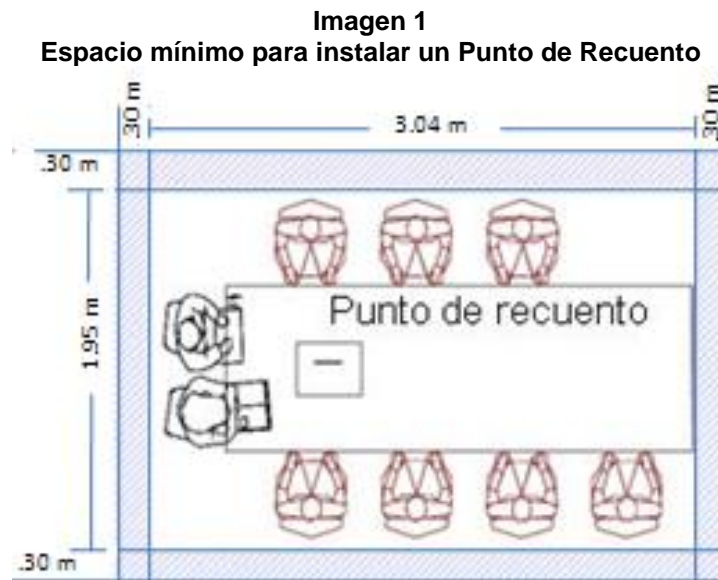 Imagen 1
Espacio mínimo para instalar un Punto de Recuento
.30 m
3.04 m
.30 m
.30 m
1.95 m
Punto de recuento
.30 m